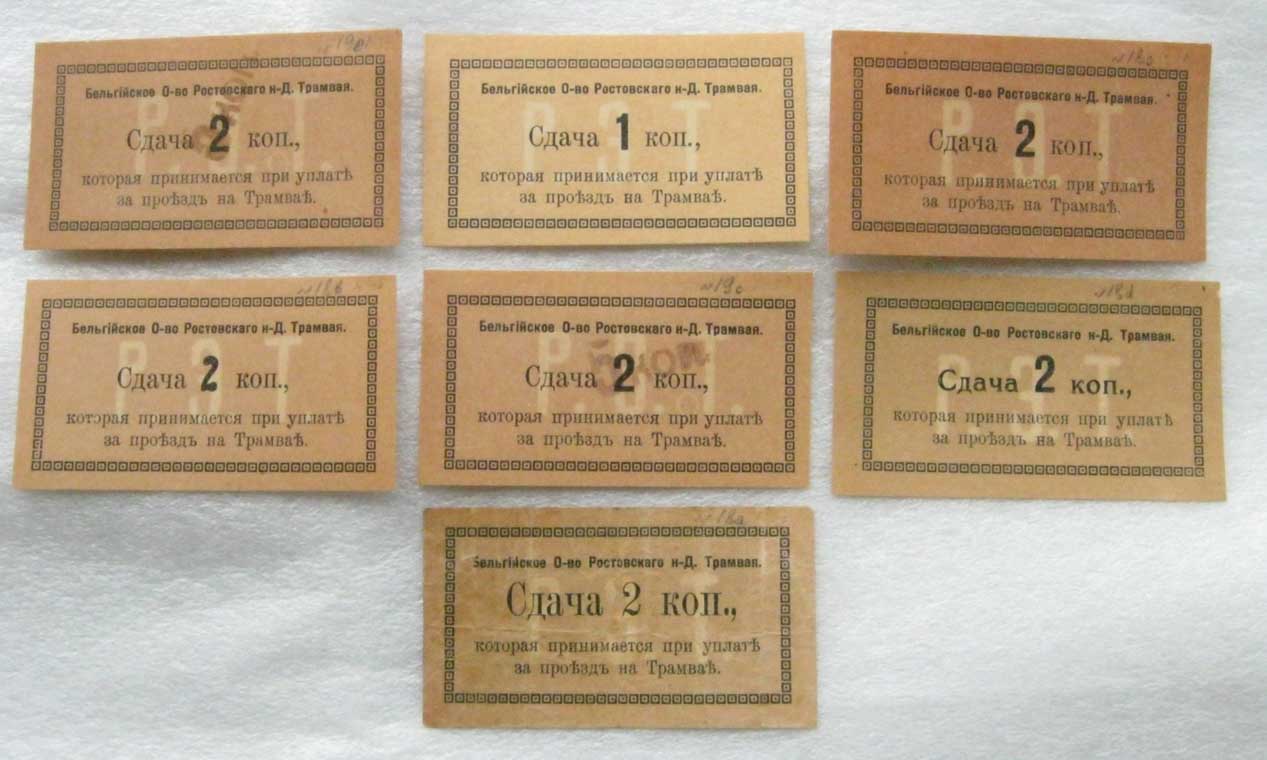 Бельгійское О-во Ростовскаго н-Д. Трамвая.
Р. Э. Т.
Сдача 2 коп.,
которая принимается при уплатѣ
за проѣздъ на Трамваѣ.
Бельгійское О-во Ростовскаго н-Д. Трамвая.
Р Э Т
Сдача 1 коп.,
которая принимается при уплатѣ
за проѣздъ на Трамваѣ.
Бельгійское О-во Ростовскаго н-Д. Трамвая.
Р. Э. Т.
Сдача 2 коп.,
которая принимается при уплатѣ
за проѣздъ на Трамваѣ.
Бельгійское О-во Ростовскаго н-Д. Трамвая.
Р Э Т
Сдача 2 коп.,
которая принимается при уплатѣ
за проѣздъ на Трамваѣ.
Бельгійское О-во Ростовскаго н-Д. Трамвая.
Р. Э. Т.
Сдача 2 коп.,
которая принимается при уплатѣ
за проѣздъ на Трамваѣ.
Бельгійское О-во Ростовскаго н-Д. Трамвая.
Р Э Т
Сдача 2 коп.,
которая принимается при уплатѣ
за проѣздъ на Трамваѣ.
Бельгійское О-во Ростовскаго н-Д. Трамвая.
Р Э Т
Сдача 2 коп.,
которая принимается при уплатѣ
за проѣздъ на Трамваѣ.